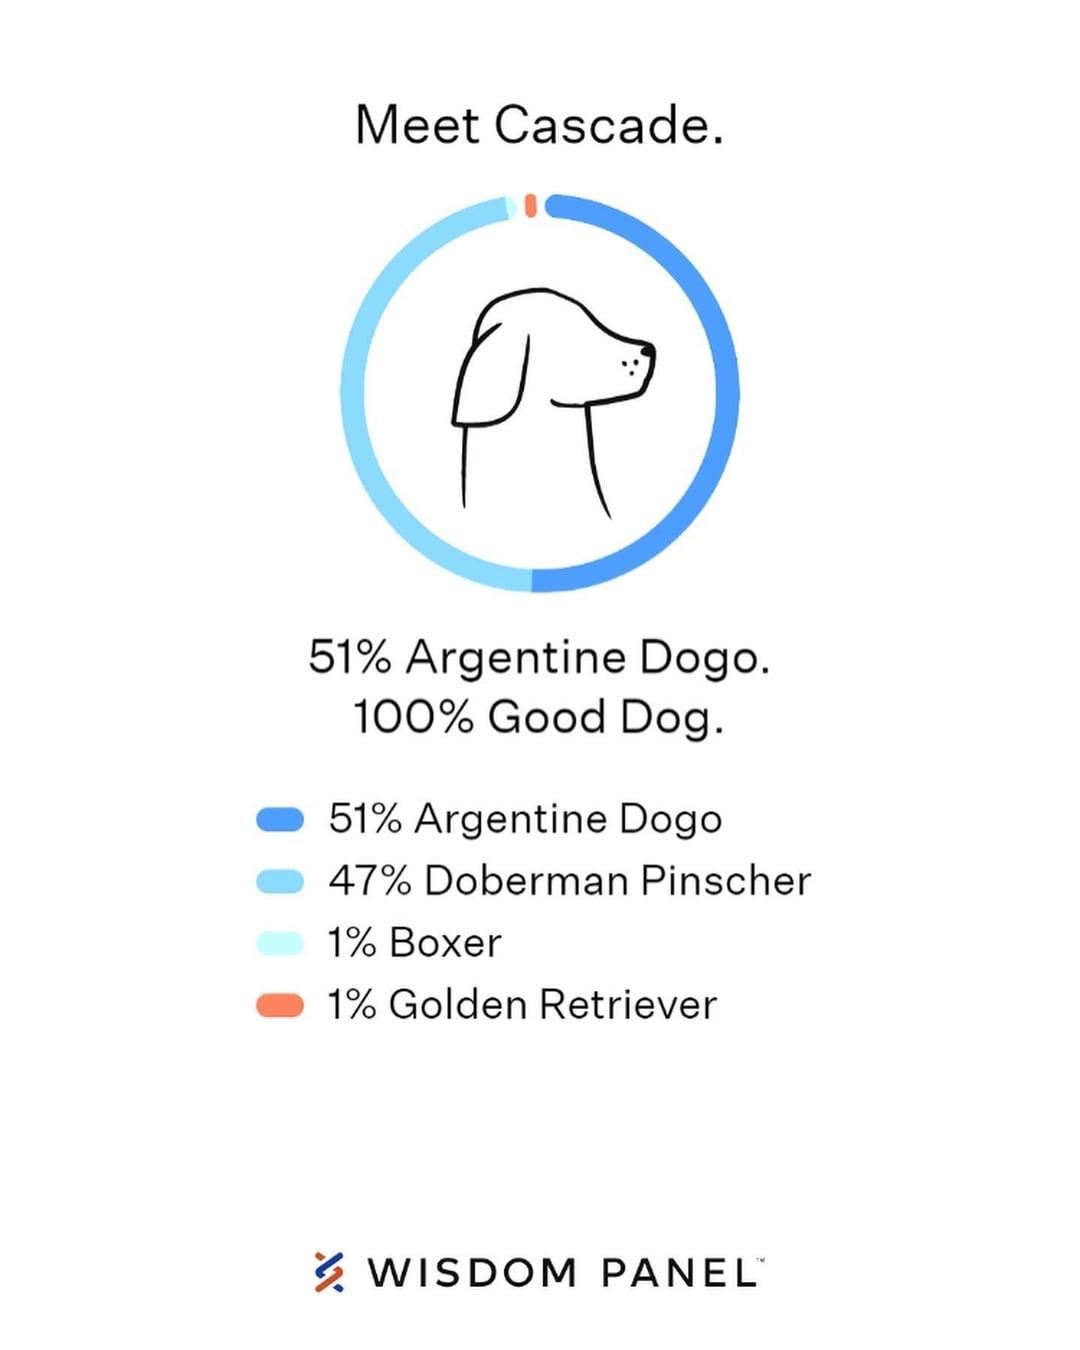 Meet Cascade.
51% Argentine Dogo.
100% Good Dog.
51% Argentine Dogo
47% Doberman Pinscher
1% Boxer
1% Golden Retriever
WISDOM PANEL™